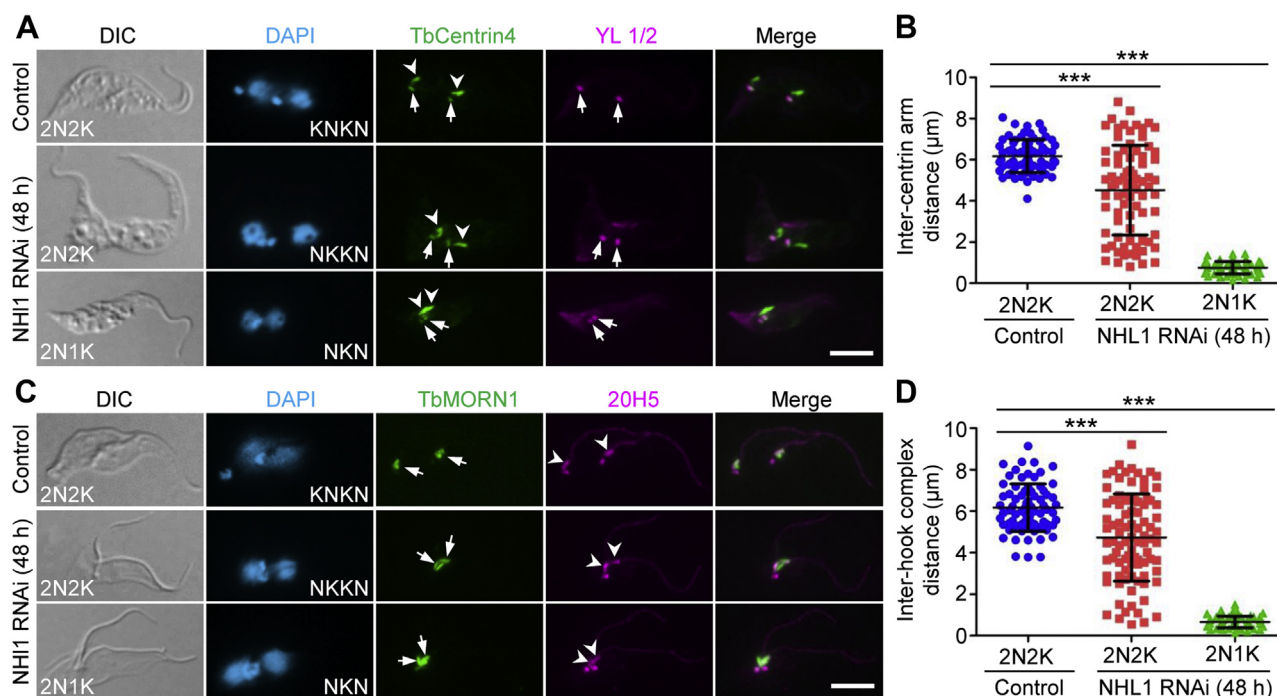 A
DIC
DAPI
TbCentrin4
YL 1/2
Merge
Control
2N2K
KNKN
NHl1 RNAi (48 h)
2N2K
NKKN
2N1K
NKN
B
***
***
Inter-centrin arm
distance (µm)
10
8
6
4
2
0
2N2K
2N2K
2N1K
Control
NHL1 RNAi (48 h)
C
DIC
DAPI
TbMORN1
20H5
Merge
Control
2N2K
KNKN
NHl1 RNAi (48 h)
2N2K
NKKN
2N1K
NKN
D
***
***
Inter-hook complex
distance (µm)
10
8
6
4
2
0
2N2K
2N2K
2N1K
Control
NHL1 RNAi (48 h)